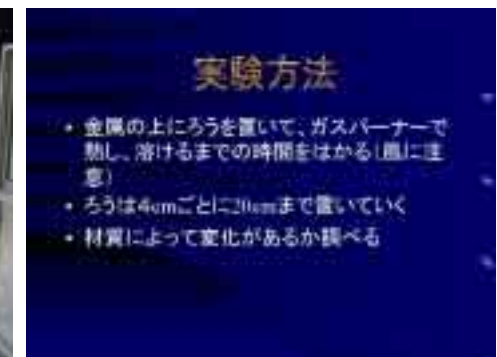 実験方法
• 金属の上にろうを置いて、ガスバーナーで
熱し、溶けるまでの時間をはかる(風に注
意)
• ろうは4cmごとに20cmまで置いていく
• 材質によって変化があるか調べる